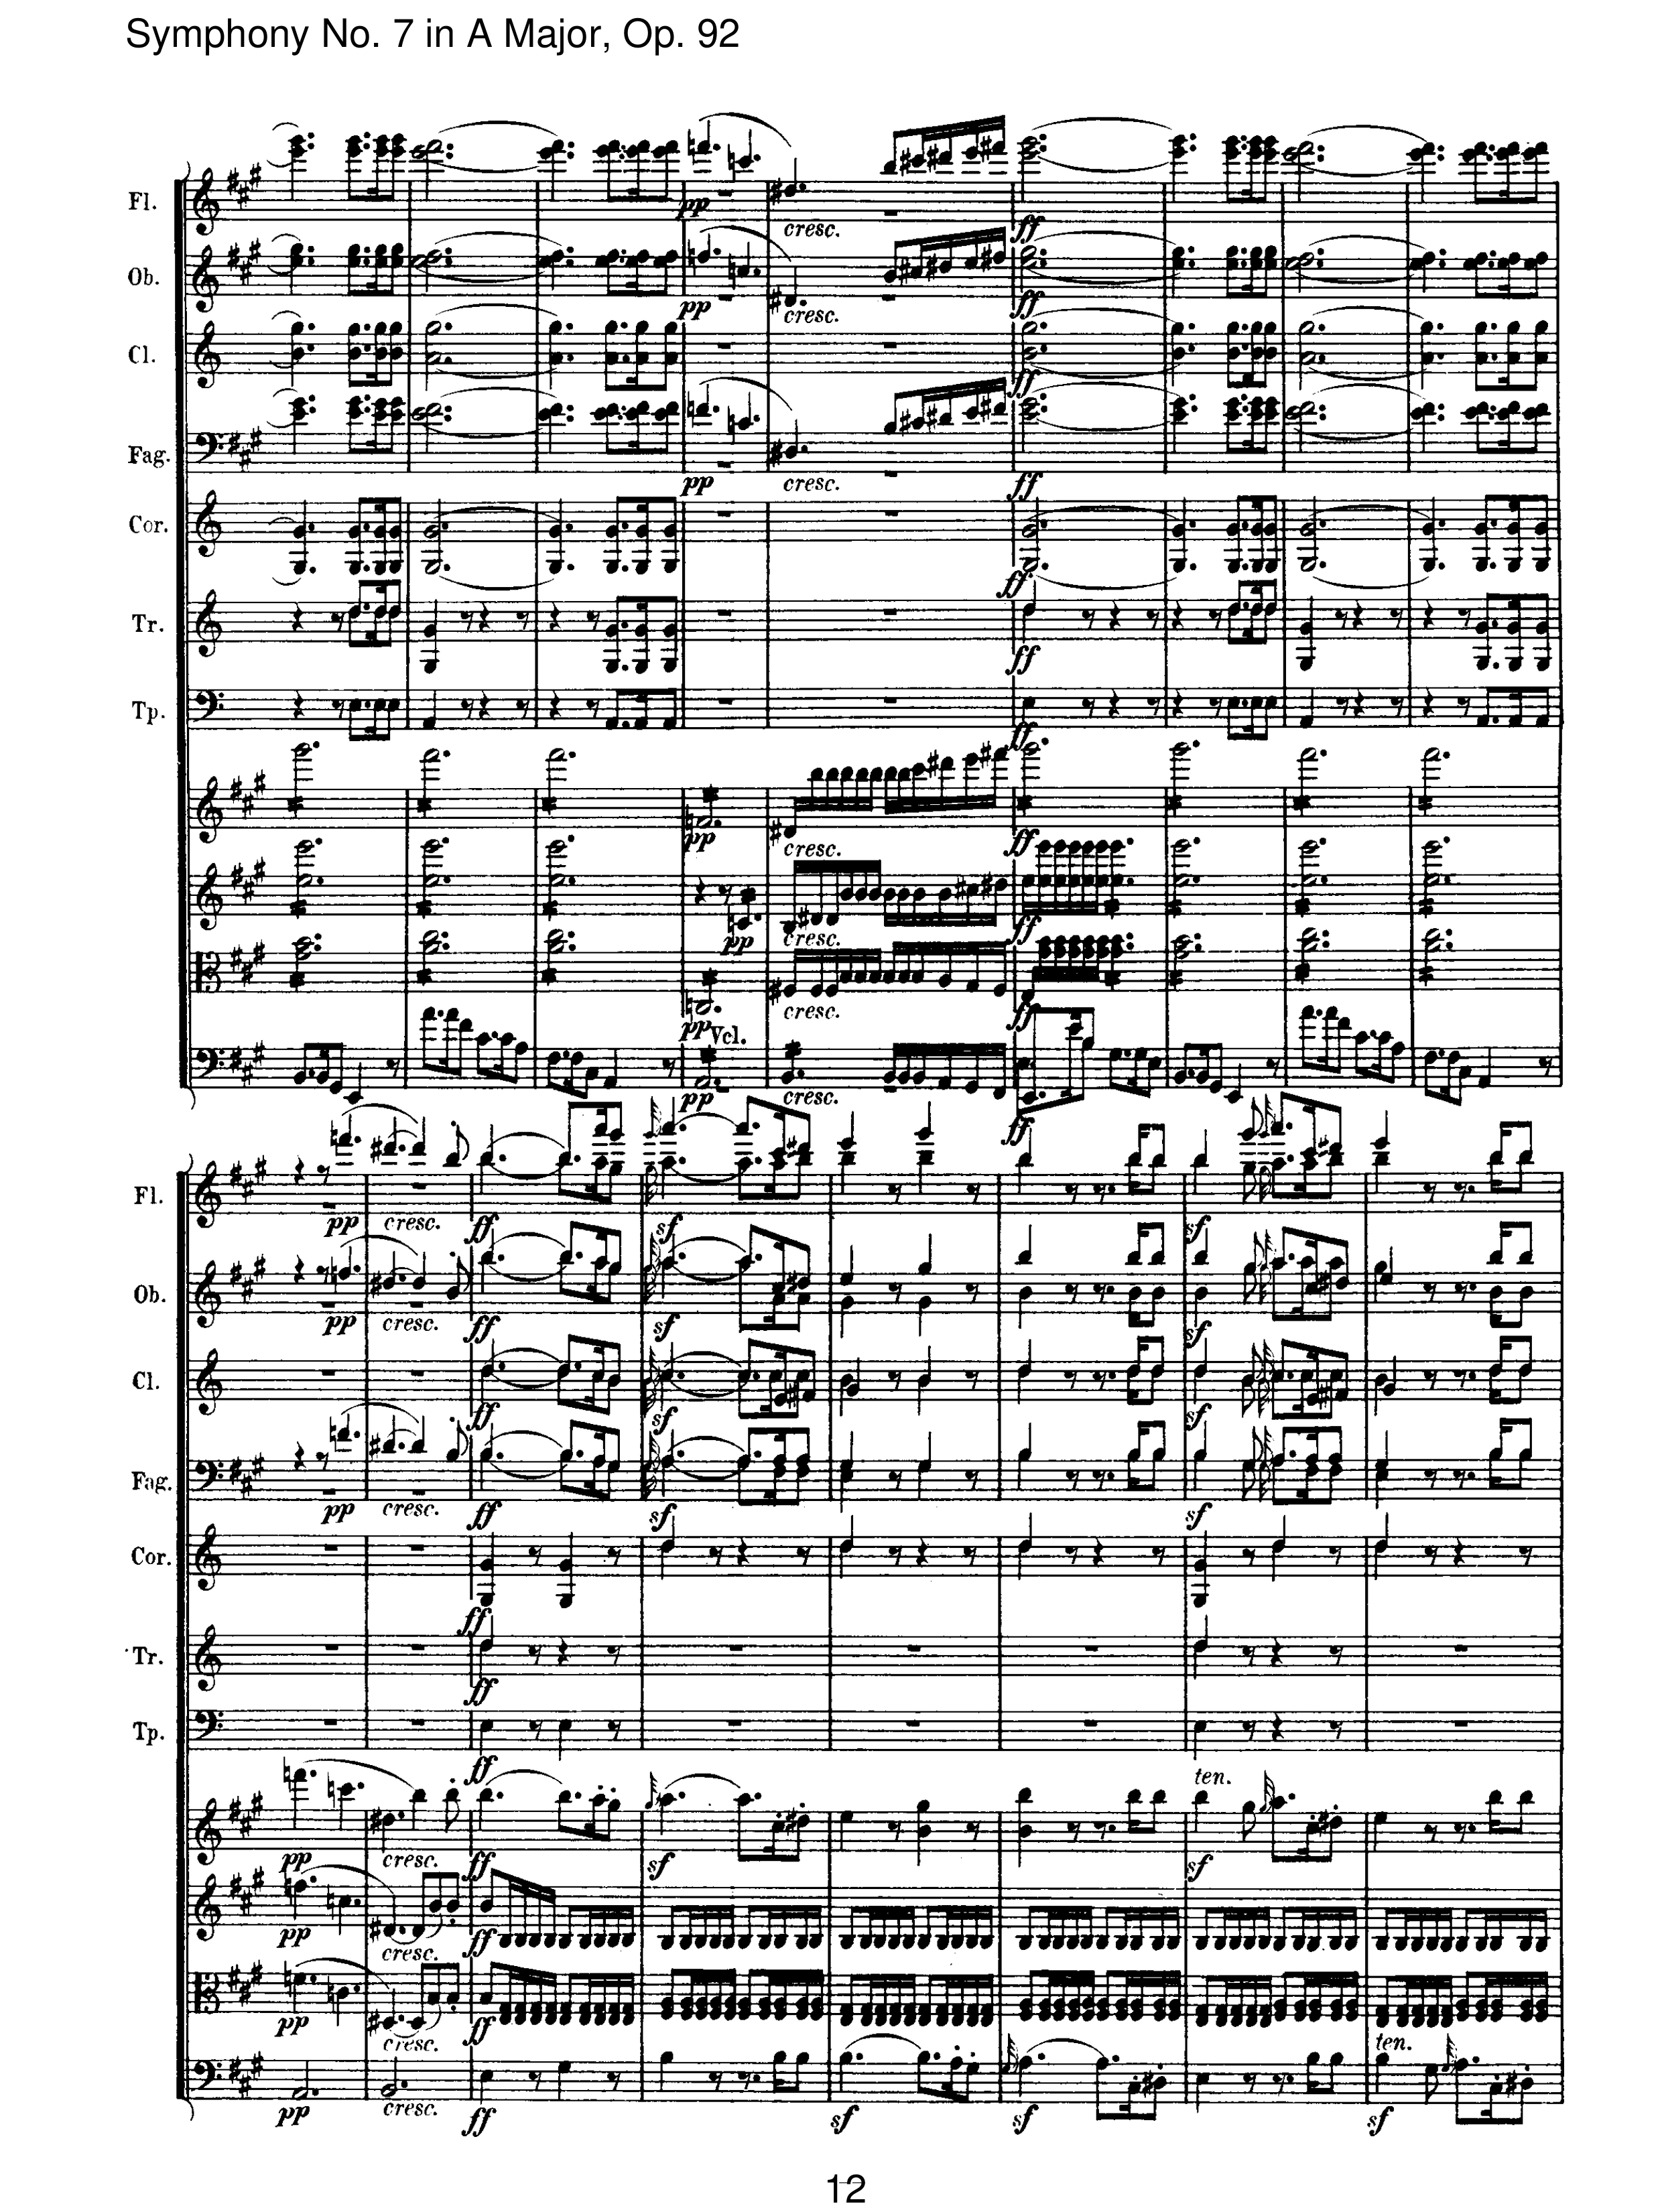 Symphony No. 7 in A Major, Op. 92
Fl.
pp
cresc.
ff
Ob.
pp
cresc.
ff
Cl.
ff
Fag.
pp
cresc.
ff
Cor.
ff
Tr.
ff
Tp.
ff
pp
cresc.
ff
pp
cresc.
ff
pp
cresc.
ff
Vcl.
pp
cresc.
ff
Fl.
pp
cresc.
ff
sf
sf
Ob.
pp
cresc.
ff
sf
sf
Cl.
ff
sf
sf
Fag.
pp
cresc.
ff
sf
sf
Cor.
ff
Tr.
ff
Tp.
ff
ten.
pp
cresc.
ff
sf
sf
pp
cresc.
ff
pp
cresc.
ff
ten.
pp
cresc.
ff
sf
sf
sf
12